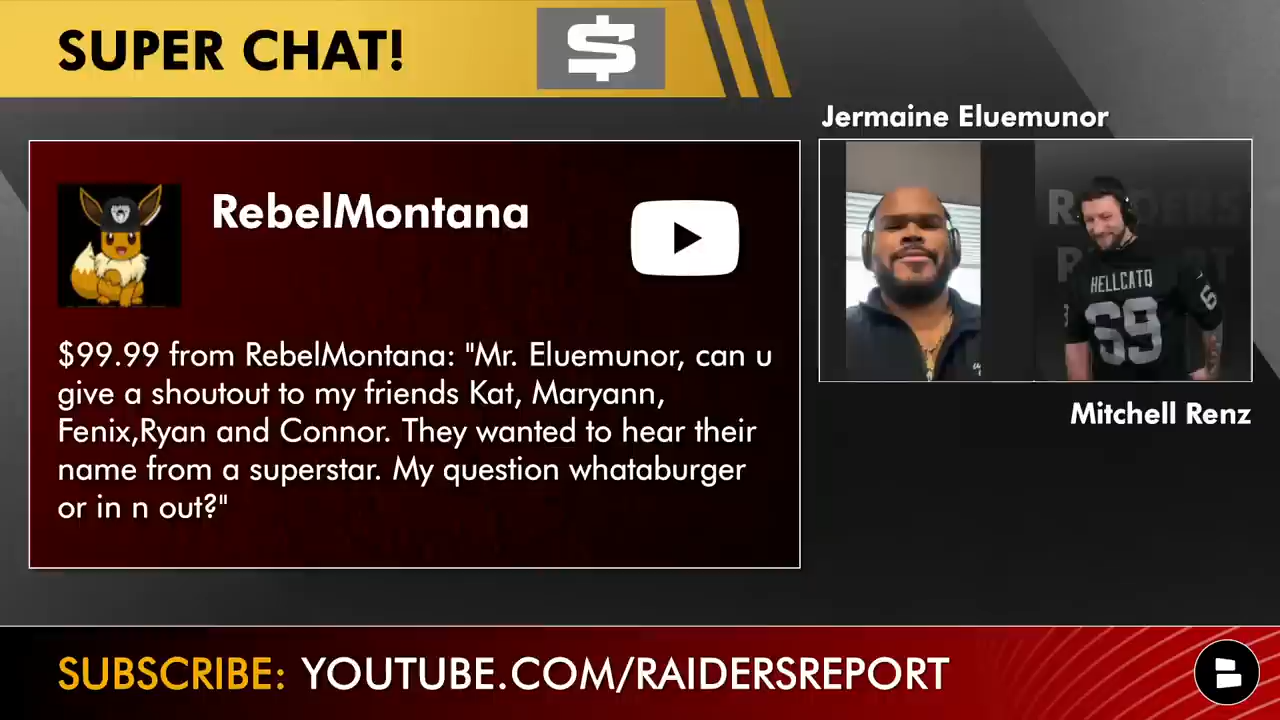 SUPER CHAT!
$
Jermaine Eluemunor
RebelMontana
$99.99 from RebelMontana: "Mr. Eluemunor, can u
give a shoutout to my friends Kat, Maryann,
Fenix,Ryan and Connor. They wanted to hear their
name from a superstar. My question whataburger
or in n out?"
HELLCATO
69
Mitchell Renz
SUBSCRIBE: YOUTUBE.COM/RAIDERSREPORT